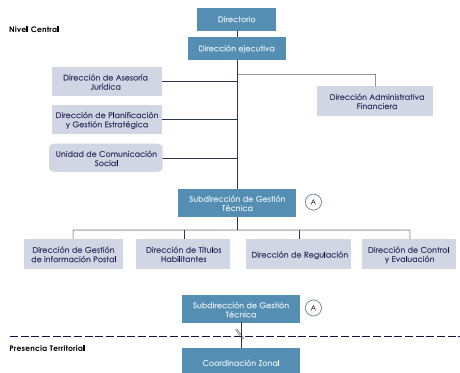 Directorio
Nivel Central
Dirección ejecutiva
Dirección de Asesoría
Jurídica
Dirección Administrativa
Financiera
Dirección de Planificación
y Gestión Estratégica
Unidad de Comunicación
Social
Subdirección de Gestión
Técnica
A
Dirección de Gestión
de información Postal
Dirección de Títulos
Habilitantes
Dirección de Regulación
Dirección de Control
y Evaluación
Subdirección de Gestión
Técnica
A
Presencia Territorial
Coordinación Zonal